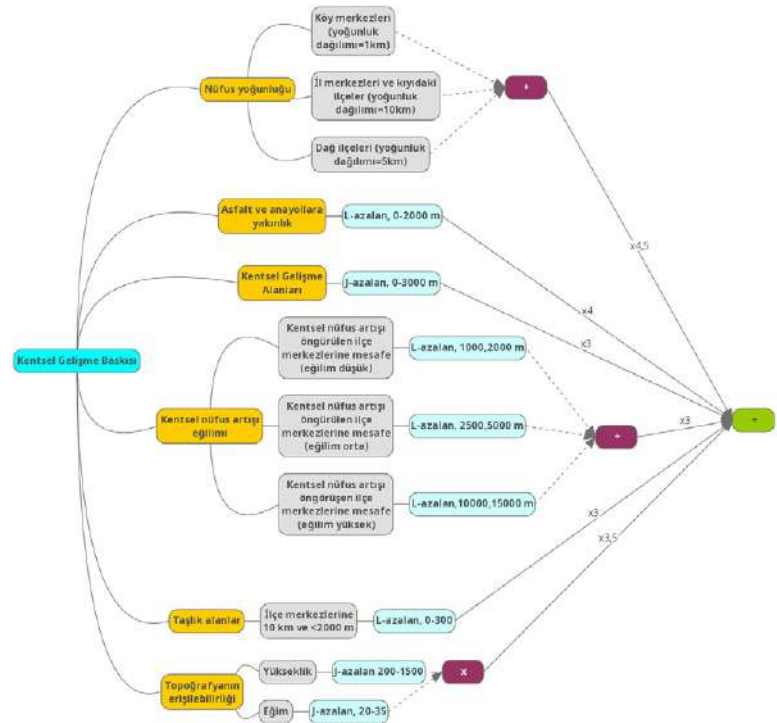 Köy merkezleri
(yoğunluk
dağılımı=1km)
Nüfus yoğunluğu
İl merkezleri ve kıyıdaki
ilçeler (yoğunluk
dağılımı=10km)
+
Dağ ilçeleri (yoğunluk
dağılımı=5km)
Asfalt ve anayollara
yakınlık
L-azalan, 0-2000 m
x4,5
Kentsel Gelişme
Alanları
J-azalan, 0-3000 m
x4
x3
Kentsel Gelişme Baskısı
Kentsel nüfus artışı
öngürülen ilçe
merkezlerine mesafe
(eğilim düşük)
L-azalan, 1000,2000 m
Kentsel nüfus artışı
eğilimi
Kentsel nüfus artışı
öngürülen ilçe
merkezlerine mesafe
(eğilim orta)
L-azalan, 2500,5000 m
+
x3
+
Kentsel nüfus artışı
öngörüşen ilçe
merkezlerine mesafe
(eğilim yüksek)
L-azalan,10000,15000 m
x3
x3,5
Taşlık alanlar
İlçe merkezlerine
10 km ve <2000 m
L-azalan, 0-300
Topoğrafyanın
erişilebilirliği
Yükseklik
J-azalan 200-1500
x
Eğim
J-azalan, 20-35